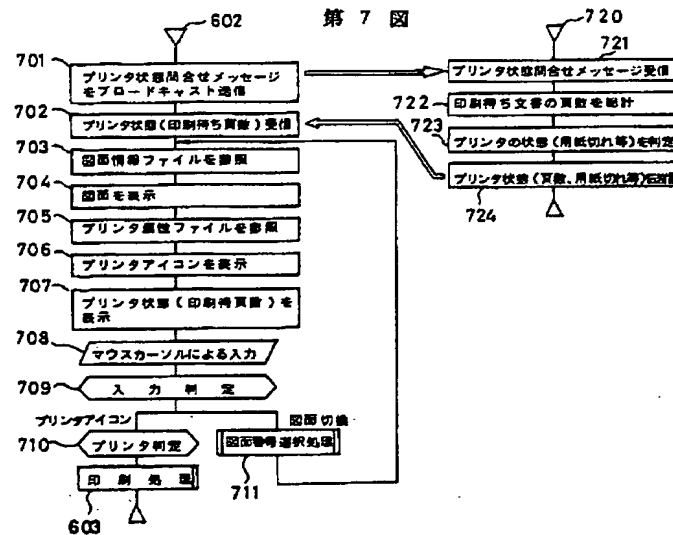 第 7 図
602
701
プリンタ状態問合せメッセージ
をブロードキャスト送信
702
プリンタ状態(印刷待ち頁数)受信
703
図面情報ファイルを参照
704
図面を表示
705
プリンタ属性ファイルを参照
706
プリンタアイコンを表示
707
プリンタ状態(印刷待頁数)を
表示
708
マウスカーソルによる入力
709
入 力 判 定
プリンタアイコン
図面切換
710
プリンタ判定
図面番号選択処理
711
印 刷 処 理
603
720
721
プリンタ状態問合せメッセージ受信
722
印刷待ち文書の頁数を総計
723
プリンタの状態(用紙切れ等)を判定
プリンタ状態(頁数、用紙切れ等)を
724